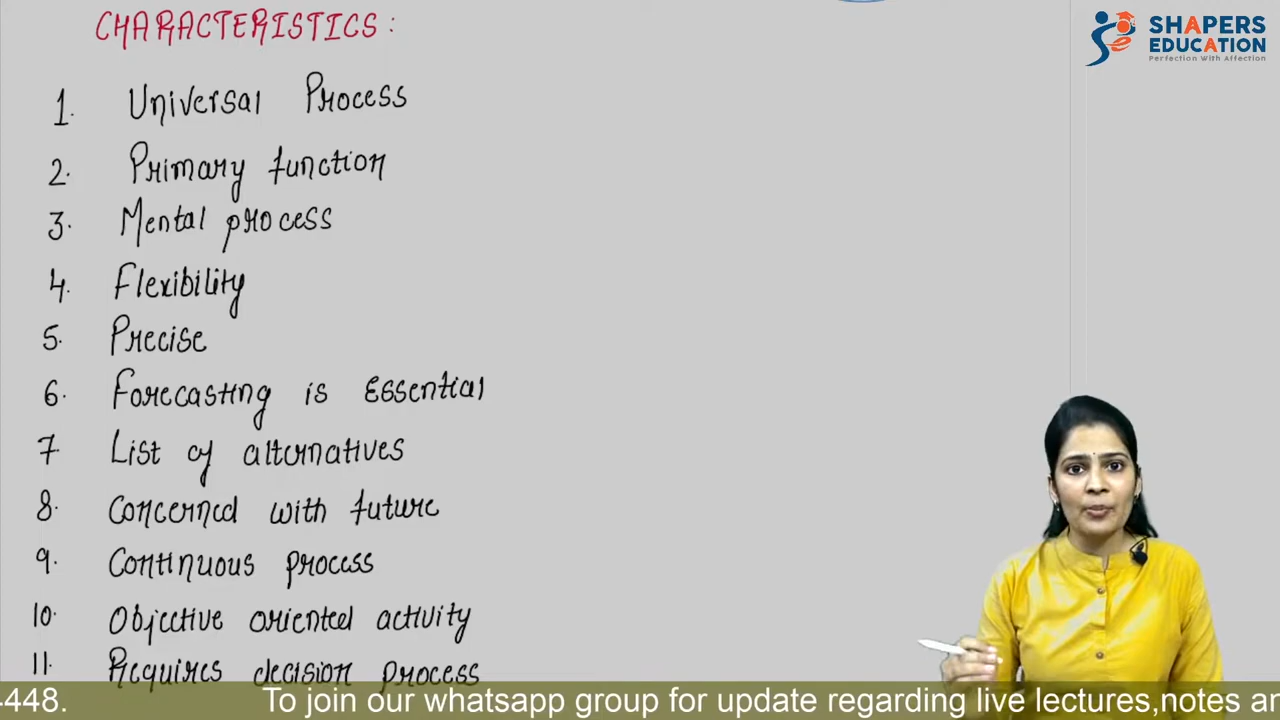 CHARACTERISTICS:
SHAPERS
EDUCATION
Perfection With Affection
1. Universal Process
2. Primary function
3. Mental process
4. Flexibility
5. Precise
6. Forecasting is Essential
7. List of alternatives
8. Concerned with future
9. Continuous process
10. Objective oriented activity
11. Requires decision process
-448. To join our whatsapp group for update regarding live lectures,notes an